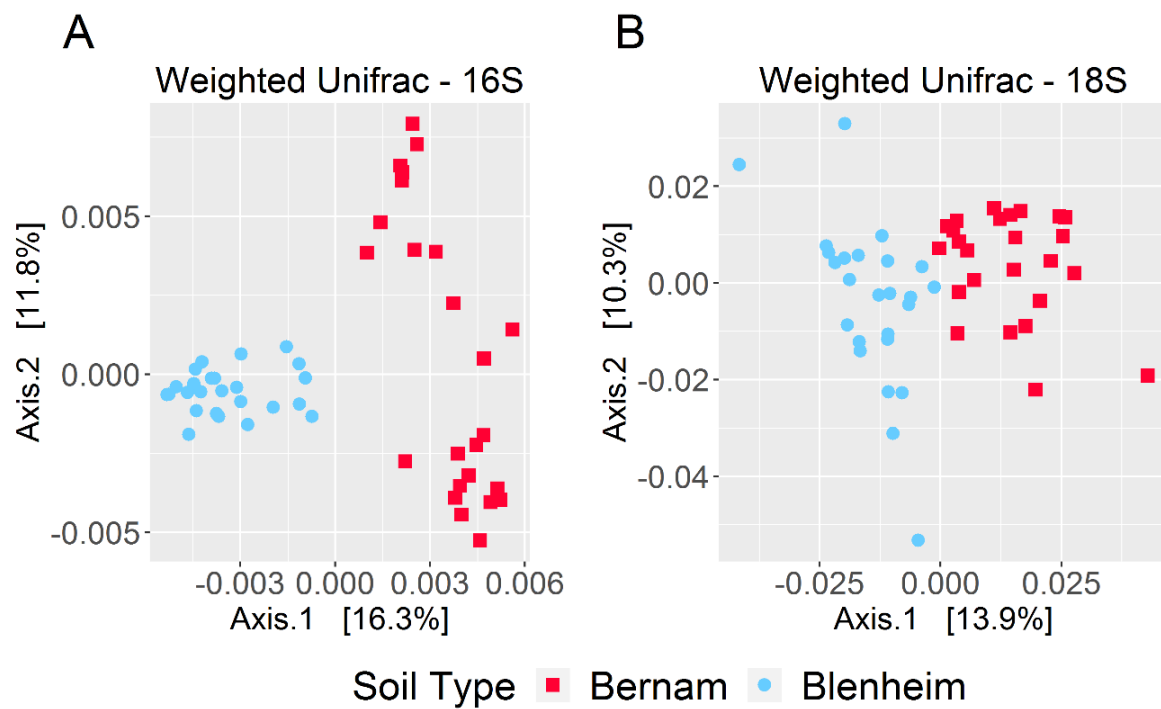 A
Weighted Unifrac - 16S
Axis.2 [11.8%]
0.005
0.000
-0.005
-0.003
0.000
0.003
0.006
Axis.1 [16.3%]
B
Weighted Unifrac - 18S
Axis.2 [10.3%]
0.02
0.00
-0.02
-0.04
-0.025
0.000
0.025
Axis.1 [13.9%]
Soil Type Bernam Blenheim